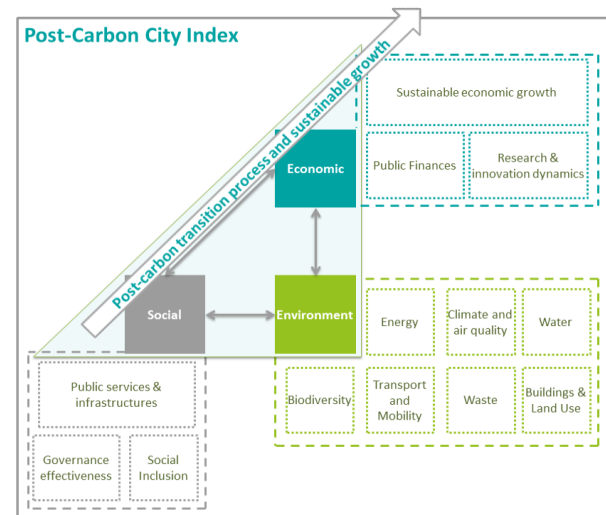 Post-Carbon City Index
Post-carbon transition process and sustainable growth
Sustainable economic growth
Economic
Public Finances
Research &
innovation dynamics
Social
Environment
Energy
Climate and
air quality
Water
Biodiversity
Transport
and
Mobility
Waste
Buildings &
Land Use
Public services &
infrastructures
Governance
effectiveness
Social
Inclusion